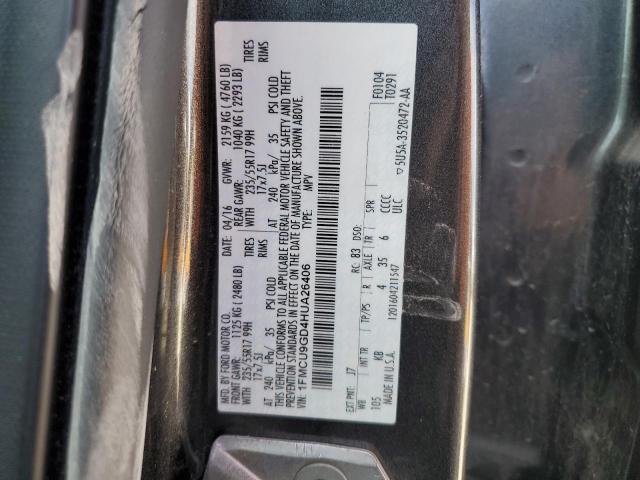 MFD. BY FORD MOTOR CO. DATE: 04/16 GVWR: 2159 KG ( 4760 LB)
FRONT GAWR: 1125 KG ( 2480 LB) REAR GAWR: 1040 KG ( 2293 LB)
WITH 235/55R17 99H TIRES WITH 235/55R17 99H TIRES
17x7.5J RIMS 17x7.5J RIMS
AT 240 kPa/ 35 PSI COLD AT 240 kPa/ 35 PSI COLD
THIS VEHICLE CONFORMS TO ALL APPLICABLE FEDERAL MOTOR VEHICLE SAFETY AND THEFT
PREVENTION STANDARDS IN EFFECT ON THE DATE OF MANUFACTURE SHOWN ABOVE.
VIN: 1FMCU9GD4HUA26406 TYPE: MPV
F0104
T0291
EXT PNT: J7 RC: 83 DSO:
WB INT TR TP/PS R AXLE TR SPR
105 KB 4 35 6 CCCC
ULC
MADE IN U.S.A. 1201604211547
5U5A-3520472-AA